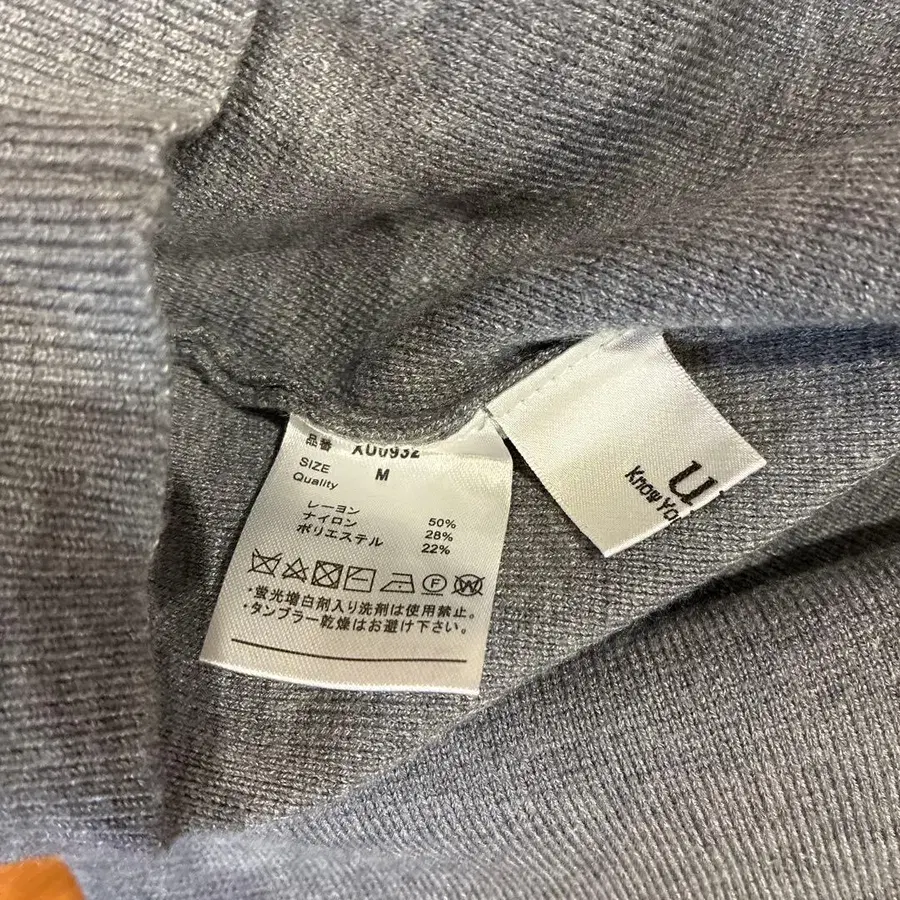 品番 XU0932
SIZE M
Quality
レーヨン 50%
ナイロン 28%
ポリエステル 22%
F W
・蛍光増白剤入り洗剤は使用禁止。
・タンブラー乾燥はお避け下さい。
Know